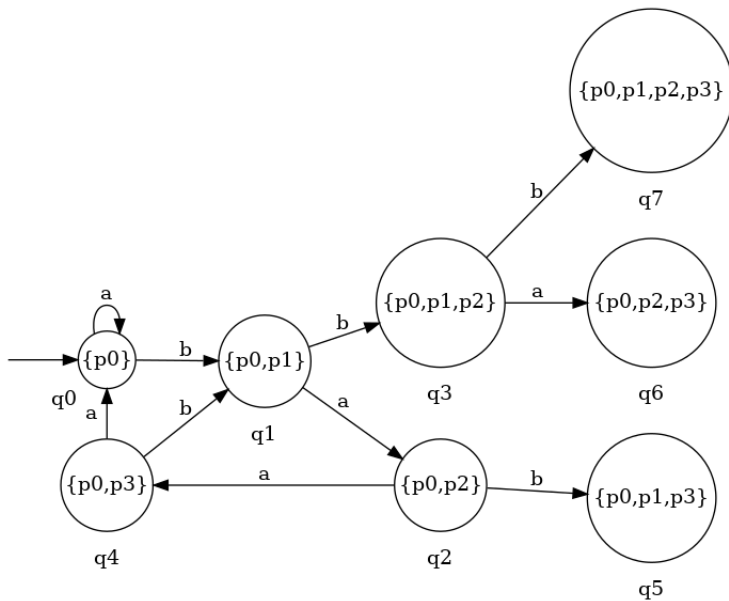 {p0,p1,p2,p3}
b
q7
a
{p0,p1,p2}
a
{p0,p2,p3}
b
{p0}
b
{p0,p1}
q3
q6
q0
a
b
q1
a
{p0,p3}
a
{p0,p2}
b
{p0,p1,p3}
q4
q2
q5